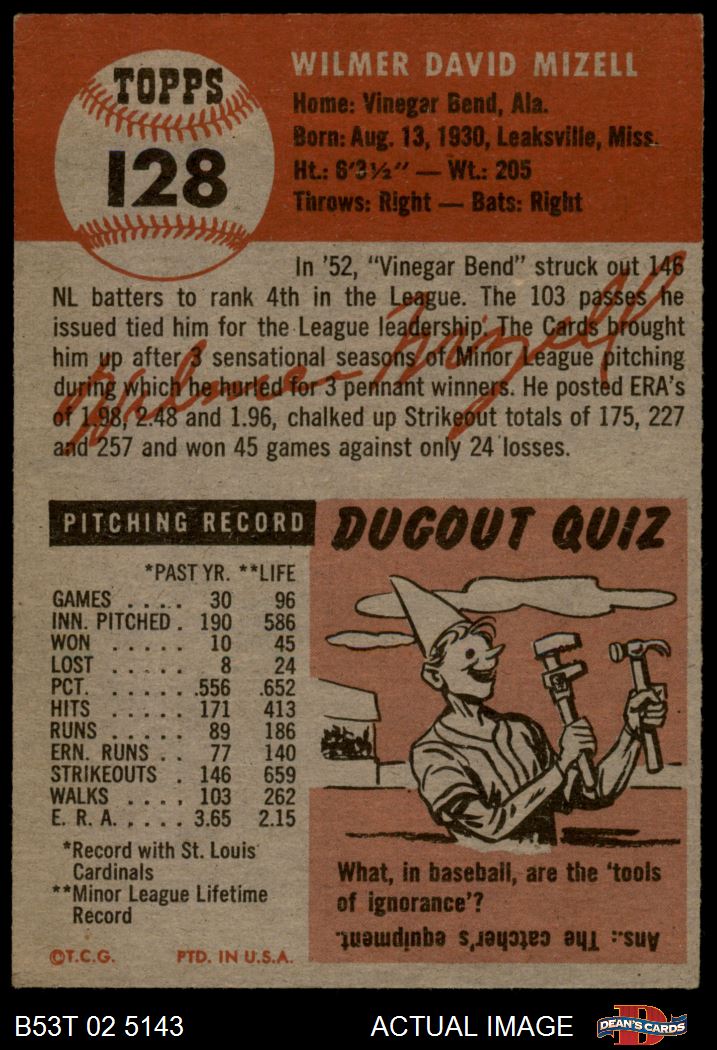 TOPPS
128
WILMER DAVID MIZELL
Home: Vinegar Bend, Ala.
Born: Aug. 13, 1930, Leaksville, Miss.
Ht.: 6'3½" — Wt.: 205
Throws: Right — Bats: Right
In '52, "Vinegar Bend" struck out 146
NL batters to rank 4th in the League. The 103 passes he
issued tied him for the League leadership. The Cards brought
him up after 3 sensational seasons of Minor League pitching
during which he hurled for 3 pennant winners. He posted ERA's
of 1.98, 2.48 and 1.96, chalked up Strikeout totals of 175, 227
and 257 and won 45 games against only 24 losses.
Wilmer Mizell
PITCHING RECORD
*PAST YR. **LIFE
GAMES . . . . . 30 96
INN. PITCHED . 190 586
WON . . . . . 10 45
LOST . . . . . 8 24
PCT. . . . . . . .556 .652
HITS . . . . . . 171 413
RUNS . . . . . 89 186
ERN. RUNS . . 77 140
STRIKEOUTS . 146 659
WALKS . . . . 103 262
E. R. A. . . . . . 3.65 2.15
*Record with St. Louis
Cardinals
**Minor League Lifetime
Record
©T.C.G. PTD. IN U.S.A.
DUGOUT QUIZ
What, in baseball, are the 'tools
of ignorance'?
Ans.: The catcher's equipment.
B53T 02 5143
ACTUAL IMAGE
D
DEAN'S CARDS